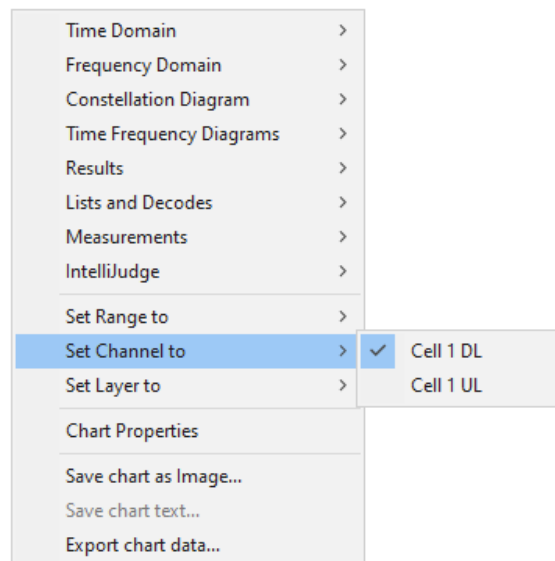 Time Domain
Frequency Domain
Constellation Diagram
Time Frequency Diagrams
Results
Lists and Decodes
Measurements
IntelliJudge
Set Range to
Set Channel to
Cell 1 DL
Cell 1 UL
Set Layer to
Chart Properties
Save chart as Image...
Save chart text...
Export chart data...